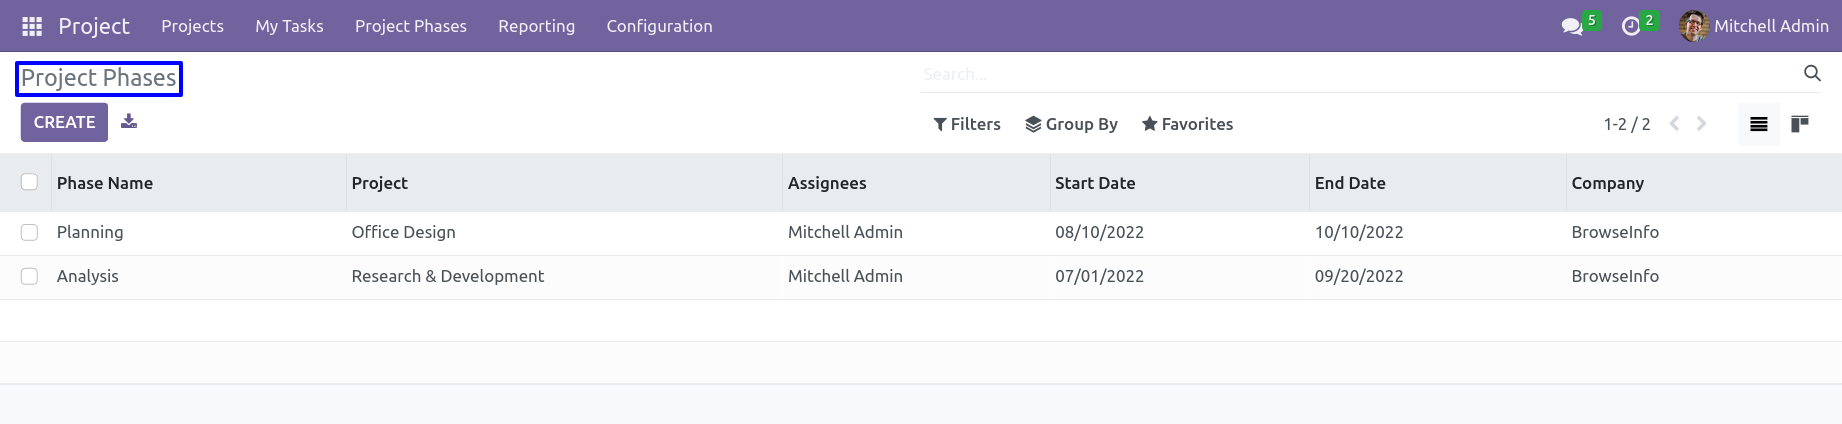 Project Projects My Tasks Project Phases Reporting Configuration 5 2 Mitchell Admin
Project Phases Search...
CREATE Filters Group By Favorites 1-2 / 2
Phase Name Project Assignees Start Date End Date Company
Planning Office Design Mitchell Admin 08/10/2022 10/10/2022 BrowseInfo
Analysis Research & Development Mitchell Admin 07/01/2022 09/20/2022 BrowseInfo